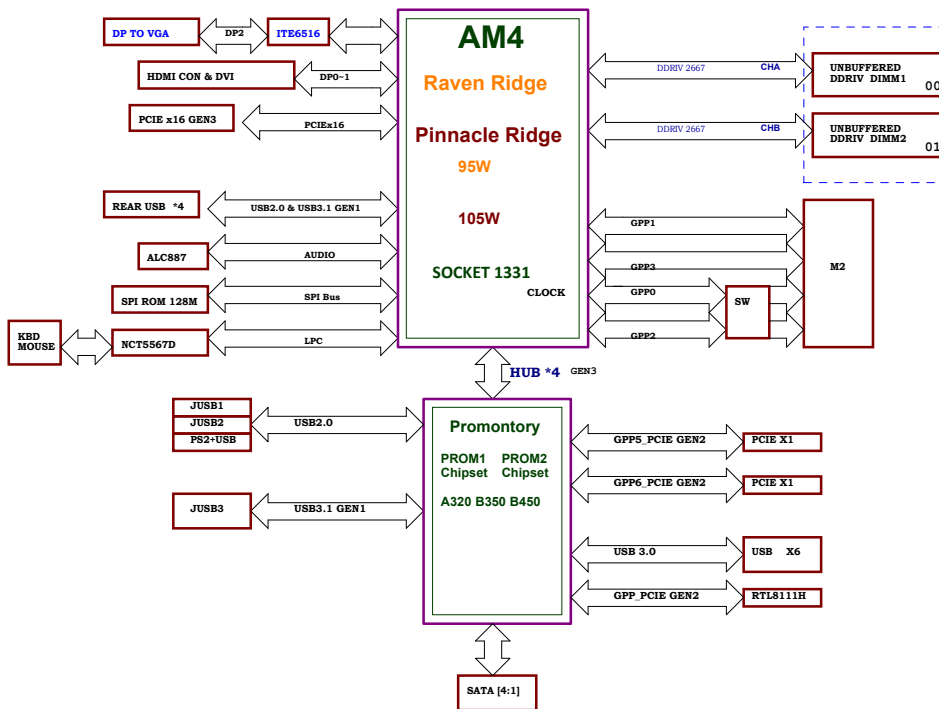 AM4
Raven Ridge
Pinnacle Ridge
95W
105W
SOCKET 1331
CLOCK
DP TO VGA
DP2
ITE6516
HDMI CON & DVI
DP0~1
PCIE x16 GEN3
PCIEx16
REAR USB *4
USB2.0 & USB3.1 GEN1
ALC887
AUDIO
SPI ROM 128M
SPI Bus
KBD
MOUSE
NCT5567D
LPC
DDRIV 2667
CHA
UNBUFFERED
DDRIV DIMM1
00
DDRIV 2667
CHB
UNBUFFERED
DDRIV DIMM2
01
GPP1
GPP3
GPP0
GPP2
SW
M2
HUB *4 GEN3
JUSB1
JUSB2
PS2+USB
USB2.0
JUSB3
USB3.1 GEN1
Promontory
PROM1 PROM2
Chipset Chipset
A320 B350 B450
GPP5_PCIE GEN2
PCIE X1
GPP6_PCIE GEN2
PCIE X1
USB 3.0
USB X6
GPP_PCIE GEN2
RTL8111H
SATA [4:1]